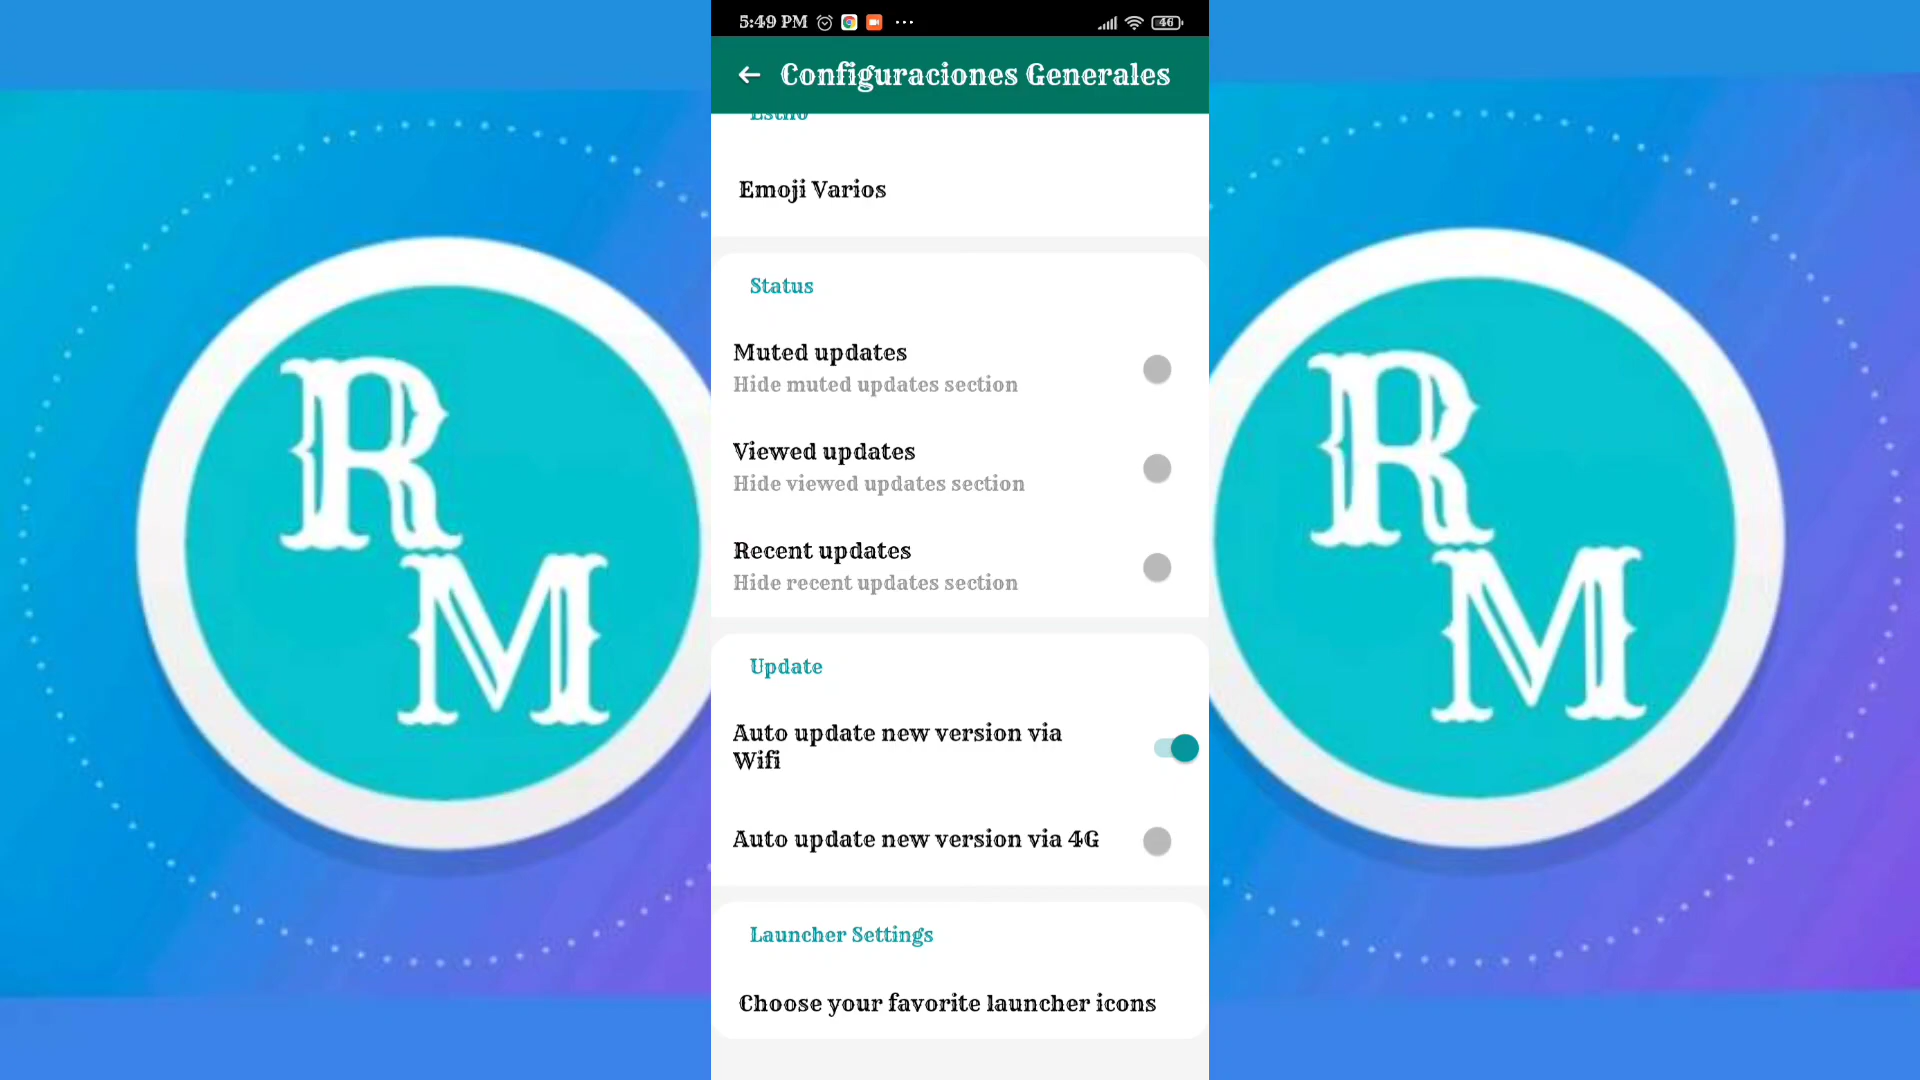 5:49 PM
46
Configuraciones Generales
Estilo
Emoji Varios
Status
Muted updates
Hide muted updates section
Viewed updates
Hide viewed updates section
Recent updates
Hide recent updates section
Update
Auto update new version via
Wifi
Auto update new version via 4G
Launcher Settings
Choose your favorite launcher icons
R
M
R
M